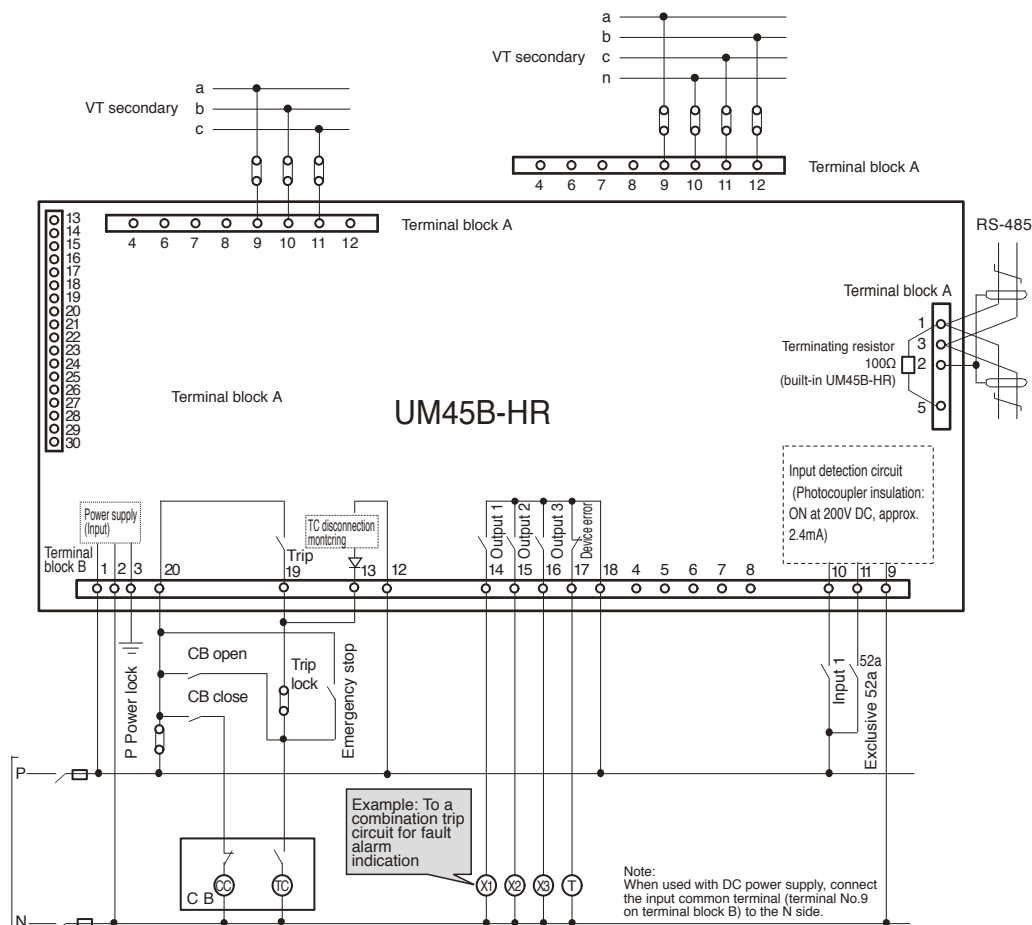 a
b
VT secondary c
n
a
VT secondary b
c
4 6 7 8 9 10 11 12
Terminal block A
4 6 7 8 9 10 11 12
Terminal block A
13
14
15
16
17
18
19
20
21
22
23
24
25
26
27
28
29
30
Terminal block A
UM45B-HR
RS-485
Terminal block A
1
3
2
5
Terminating resistor
100Ω
(built-in UM45B-HR)
Input detection circuit
(Photocoupler insulation:
ON at 200V DC, approx.
2.4mA)
Power supply
(Input)
TC disconnection
montcring
Trip
Output 1
Output 2
Output 3
Device error
Terminal
block B
1 2 3 20 19 13 12 14 15 16 17 18 4 5 6 7 8 10 11 9
P Power lock
CB open
CB close
Trip
lock
Emergency stop
Input 1
52a
Exclusive 52a
P
Example: To a
combination trip
circuit for fault
alarm
indication
CC
TC
C B
X1 X2 X3 T
Note:
When used with DC power supply, connect
the input common terminal (terminal No.9
on terminal block B) to the N side.
N